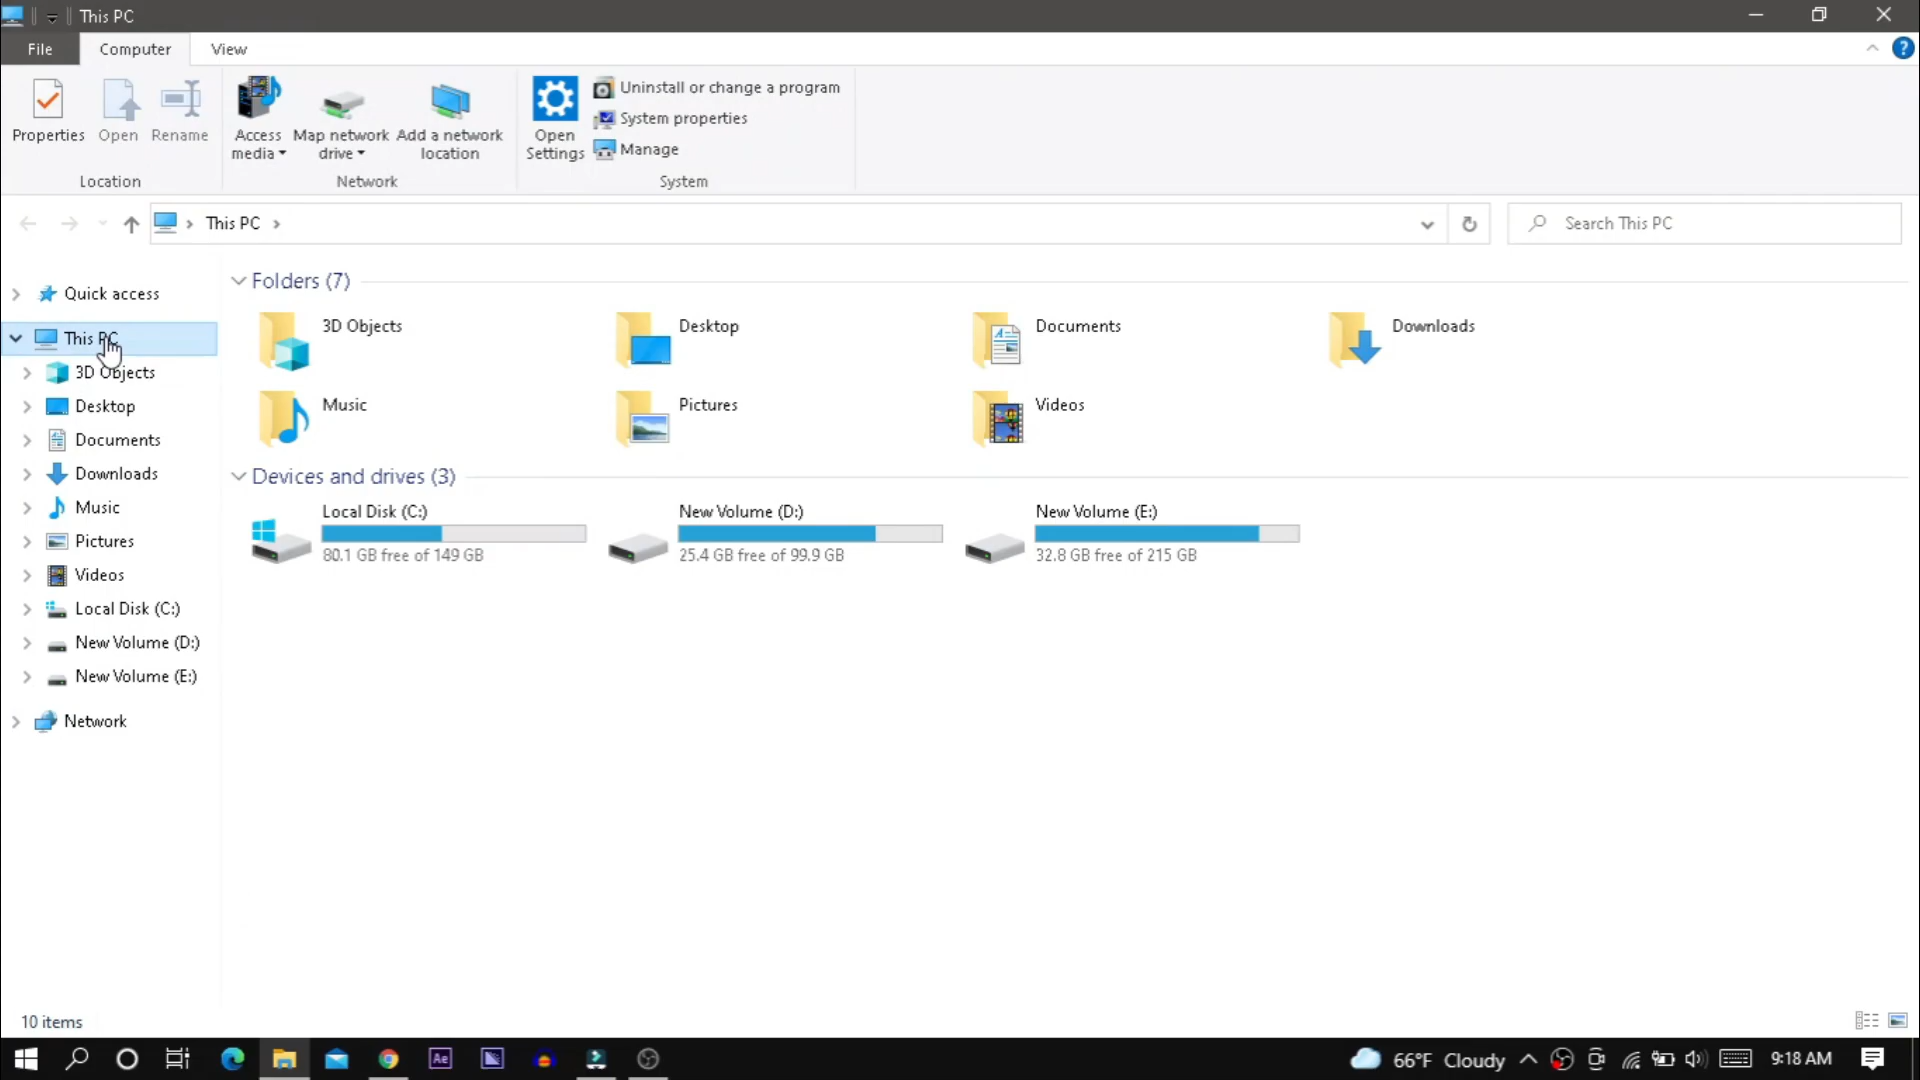 This PC
File Computer View
Properties Open Rename
Access media Map network drive Add a network location
Open Settings
Uninstall or change a program
System properties
Manage
Location Network System
This PC
Search This PC
Quick access
This PC
3D Objects
Desktop
Documents
Downloads
Music
Pictures
Videos
Local Disk (C:)
New Volume (D:)
New Volume (E:)
Network
Folders (7)
3D Objects Desktop Documents Downloads
Music Pictures Videos
Devices and drives (3)
Local Disk (C:) New Volume (D:) New Volume (E:)
80.1 GB free of 149 GB 25.4 GB free of 99.9 GB 32.8 GB free of 215 GB
10 items
Ae 66°F Cloudy 9:18 AM